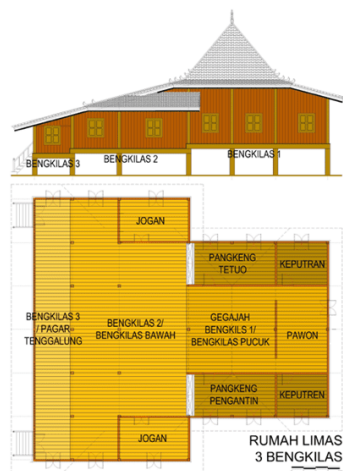 BENGKILAS 3
BENGKILAS 2
BENGKILAS 1
JOGAN
PANGKENG
TETUO
KEPUTRAN
BENGKILAS 3
/ PAGAR
TENGGALUNG
BENGKILAS 2/
BENGKILAS BAWAH
GEGAJAH
BENGKILS 1/
BENGKILAS PUCUK
PAWON
PANGKENG
PENGANTIN
KEPUTREN
JOGAN
RUMAH LIMAS
3 BENGKILAS